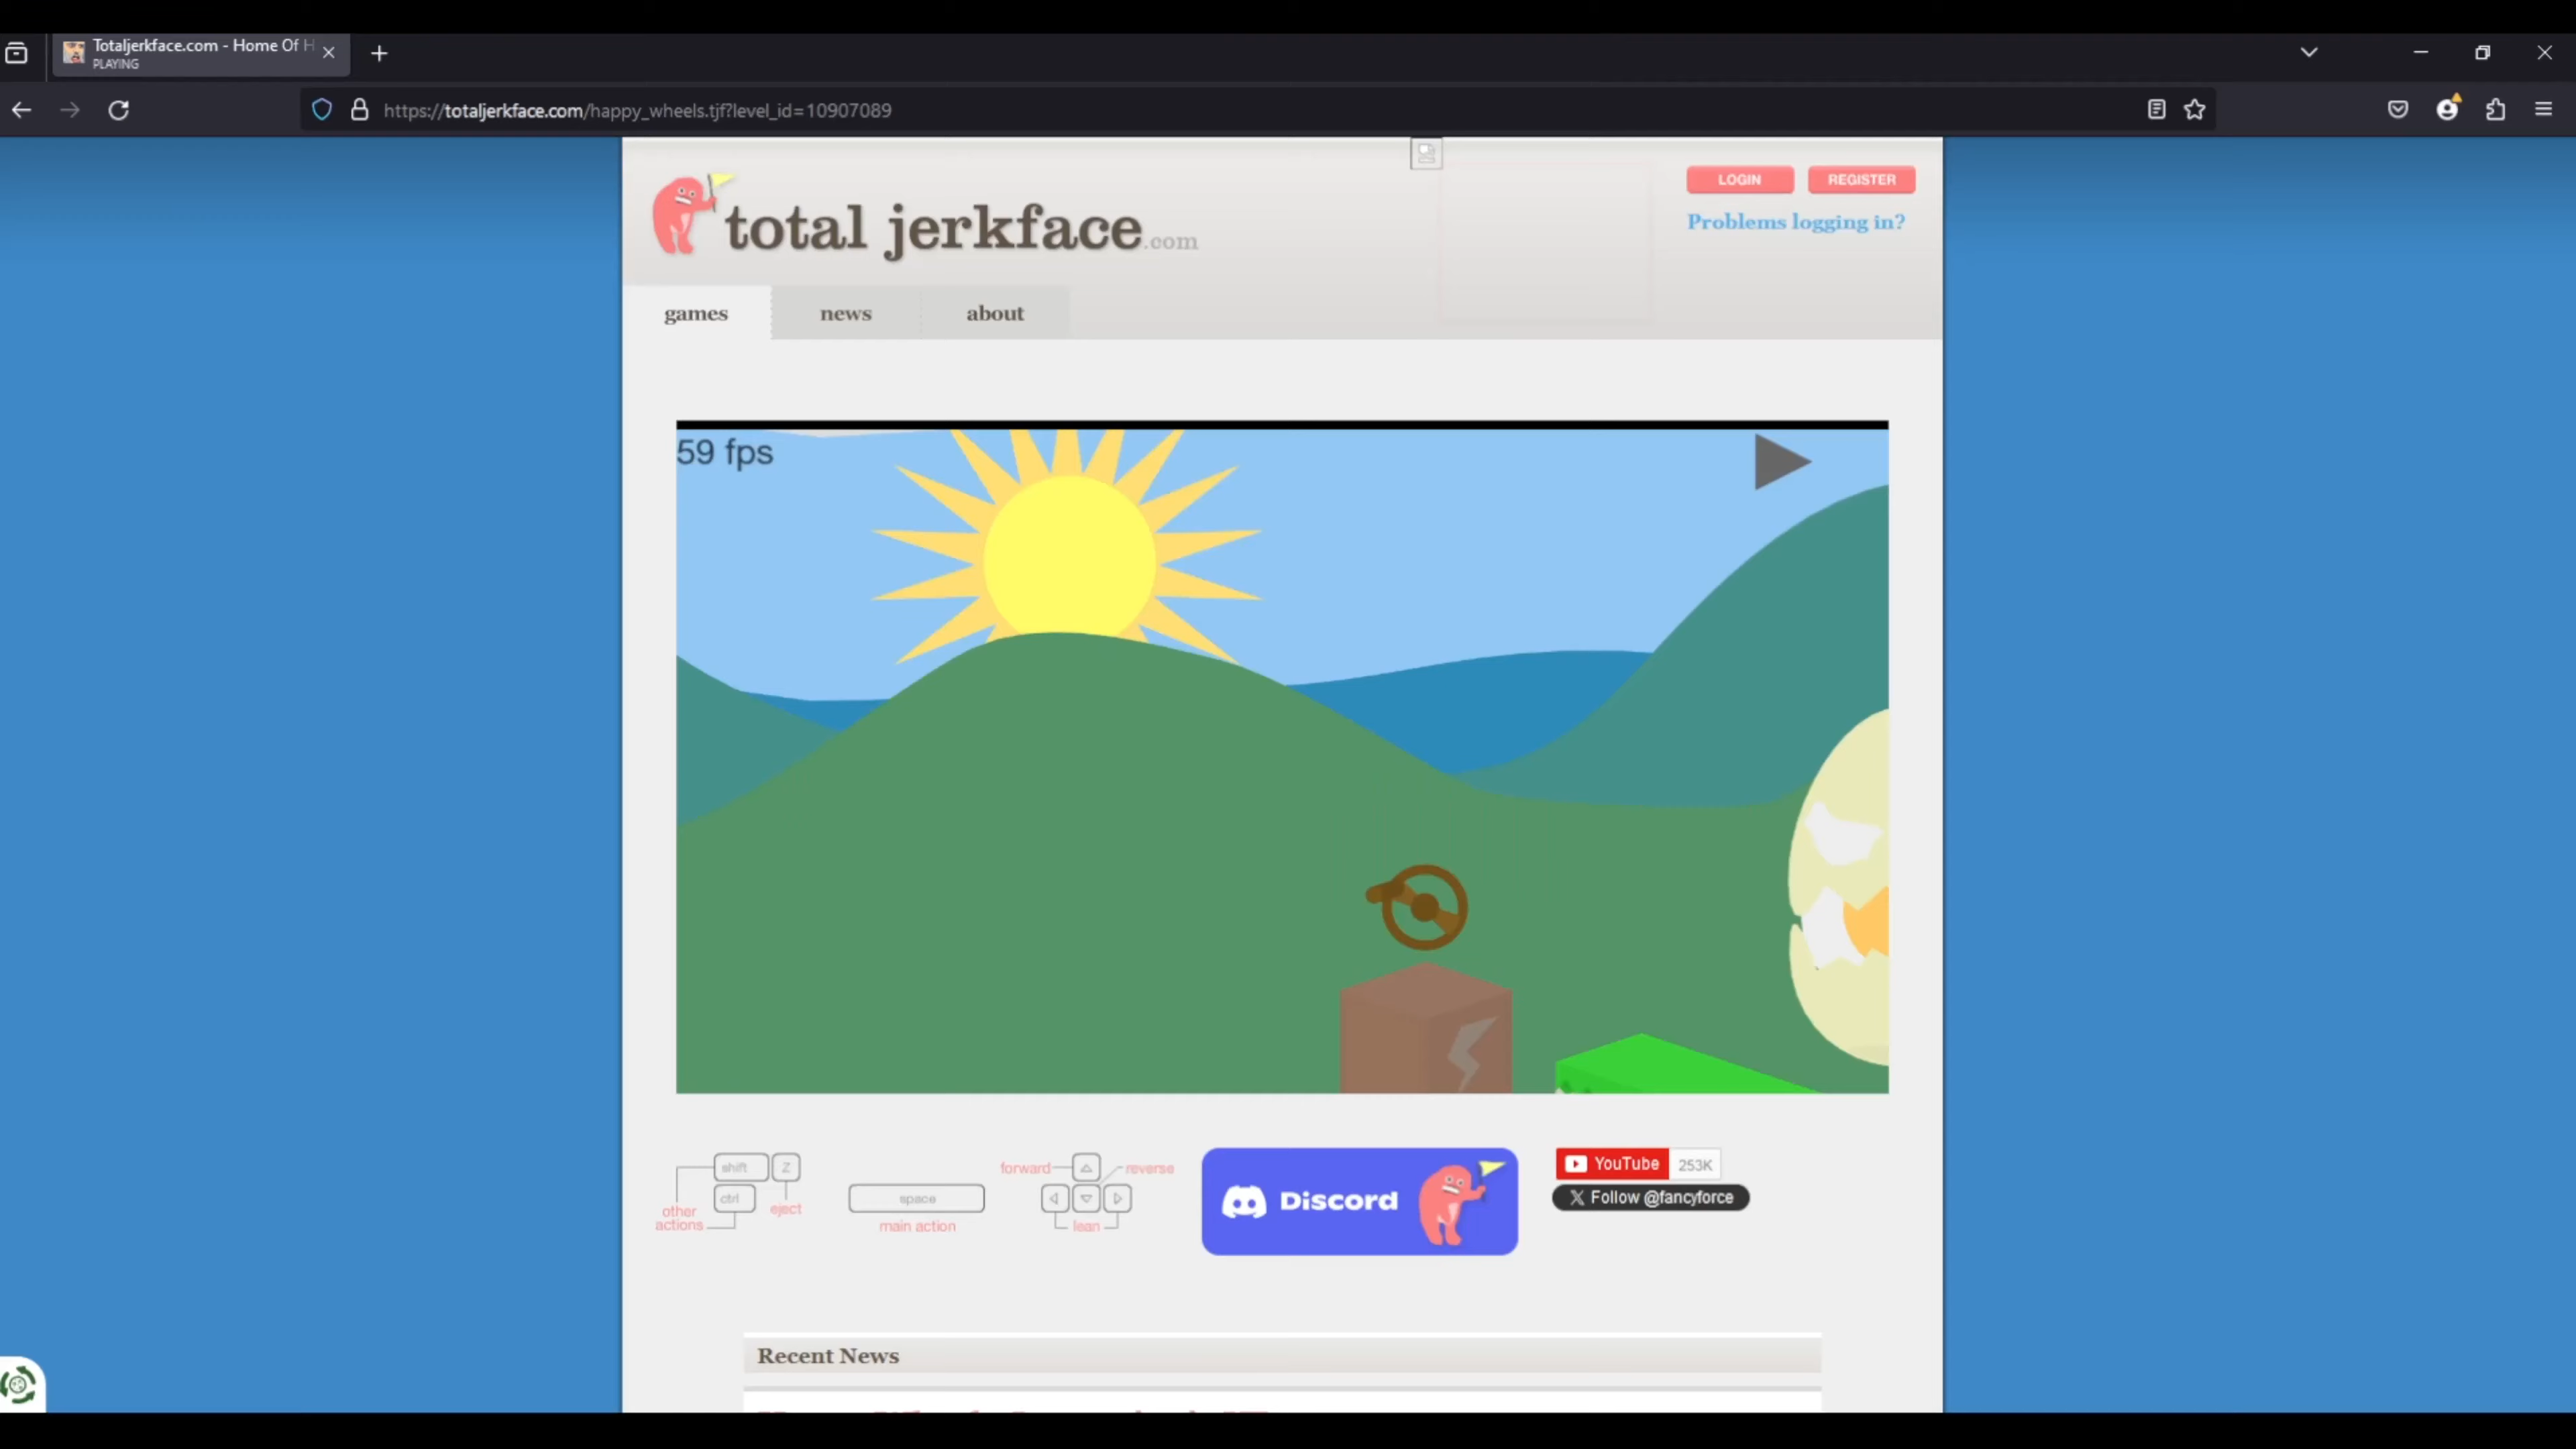 Totaljerkface.com - Home Of H
PLAYING
https://totaljerkface.com/happy_wheels.tjf?level_id=10907089
LOGIN
REGISTER
Problems logging in?
total jerkface.com
games
news
about
59 fps
shift
Z
ctrl
other
actions
eject
space
main action
forward
reverse
lean
Discord
YouTube
253K
Follow @fancyforce
Recent News